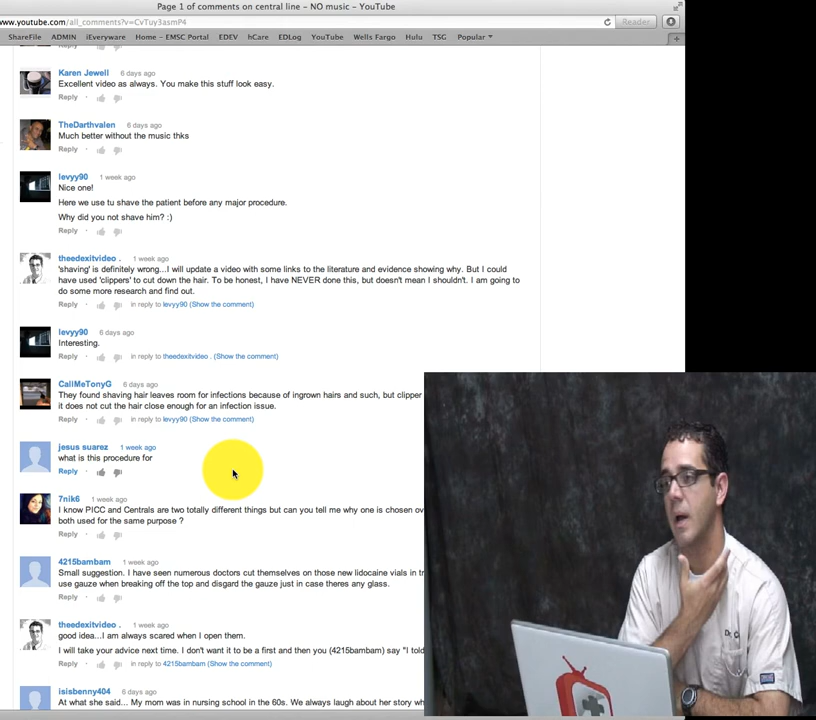 Page 1 of comments on central line – NO music – YouTube
www.youtube.com/all_comments?v=CvTuy3asmP4
Reader
ShareFile ADMIN iEveryware Home – EMSC Portal EDEV hCare EDLog YouTube Wells Fargo Hulu TSG Popular
Karen Jewell 6 days ago
Excellent video as always. You make this stuff look easy.
Reply
TheDarthvalen 6 days ago
Much better without the music thks
Reply
levyy90 1 week ago
Nice one!
Here we use tu shave the patient before any major procedure.
Why did you not shave him? :)
Reply
theedexitvideo . 1 week ago
'shaving' is definitely wrong...I will update a video with some links to the literature and evidence showing why. But I could
have used 'clippers' to cut down the hair. To be honest, I have NEVER done this, but doesn't mean I shouldn't. I am going to
do some more research and find out.
Reply in reply to levyy90 (Show the comment)
levyy90 6 days ago
Interesting.
Reply in reply to theedexitvideo . (Show the comment)
CallMeTonyG 6 days ago
They found shaving hair leaves room for infections because of ingrown hairs and such, but clipper
it does not cut the hair close enough for an infection issue.
Reply in reply to levyy90 (Show the comment)
jesus suarez 1 week ago
what is this procedure for
Reply
7nik6 1 week ago
I know PICC and Centrals are two totally different things but can you tell me why one is chosen ov
both used for the same purpose ?
Reply
4215bambam 1 week ago
Small suggestion. I have seen numerous doctors cut themselves on those new lidocaine vials in tr
use gauze when breaking off the top and disgard the gauze just in case theres any glass.
Reply
theedexitvideo . 1 week ago
good idea...I am always scared when I open them.
I will take your advice next time. I don't want it to be a first and then you (4215bambam) say "I told
Reply in reply to 4215bambam (Show the comment)
isisbenny404 6 days ago
At what she said... My mom was in nursing school in the 60s. We always laugh about her story wh